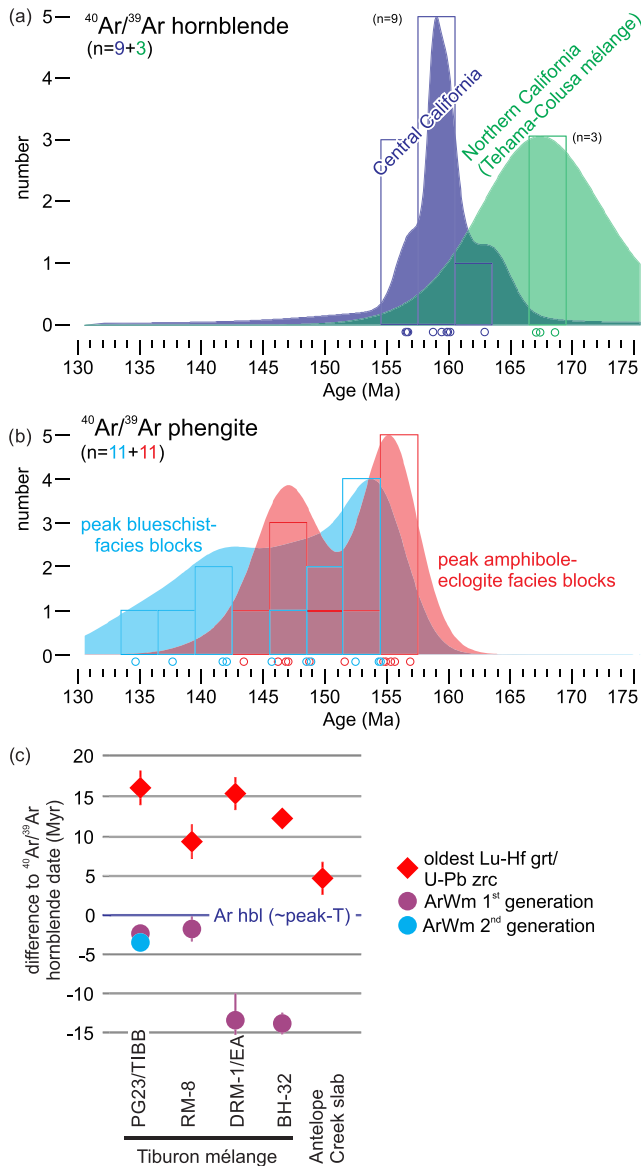 (a)
⁴⁰Ar/³⁹Ar hornblende
(n=9+3)
(n=9)
Central California
Northern California
(Tehama-Colusa mélange)
(n=3)
number
5
4
3
2
1
0
130 135 140 145 150 155 160 165 170 175
Age (Ma)
(b)
⁴⁰Ar/³⁹Ar phengite
(n=11+11)
peak blueschist-
facies blocks
peak amphibole-
eclogite facies blocks
number
5
4
3
2
1
0
130 135 140 145 150 155 160 165 170 175
Age (Ma)
(c)
difference to ⁴⁰Ar/³⁹Ar
hornblende date (Myr)
20
15
10
5
0
-5
-10
-15
Ar hbl (~peak-T)
oldest Lu-Hf grt/
U-Pb zrc
ArWm 1st generation
ArWm 2nd generation
PG23/TIBB
RM-8
DRM-1/EA
BH-32
Antelope
Creek slab
Tiburon mélange